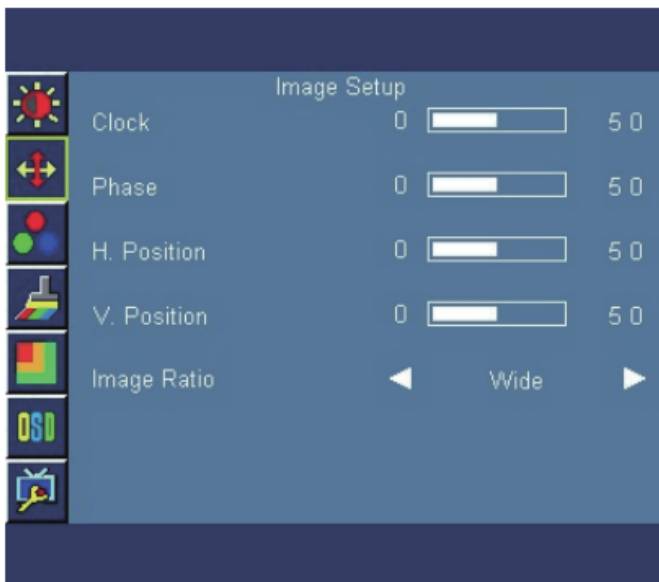 Image Setup
Clock 0 50
Phase 0 50
H. Position 0 50
V. Position 0 50
Image Ratio Wide
OSD